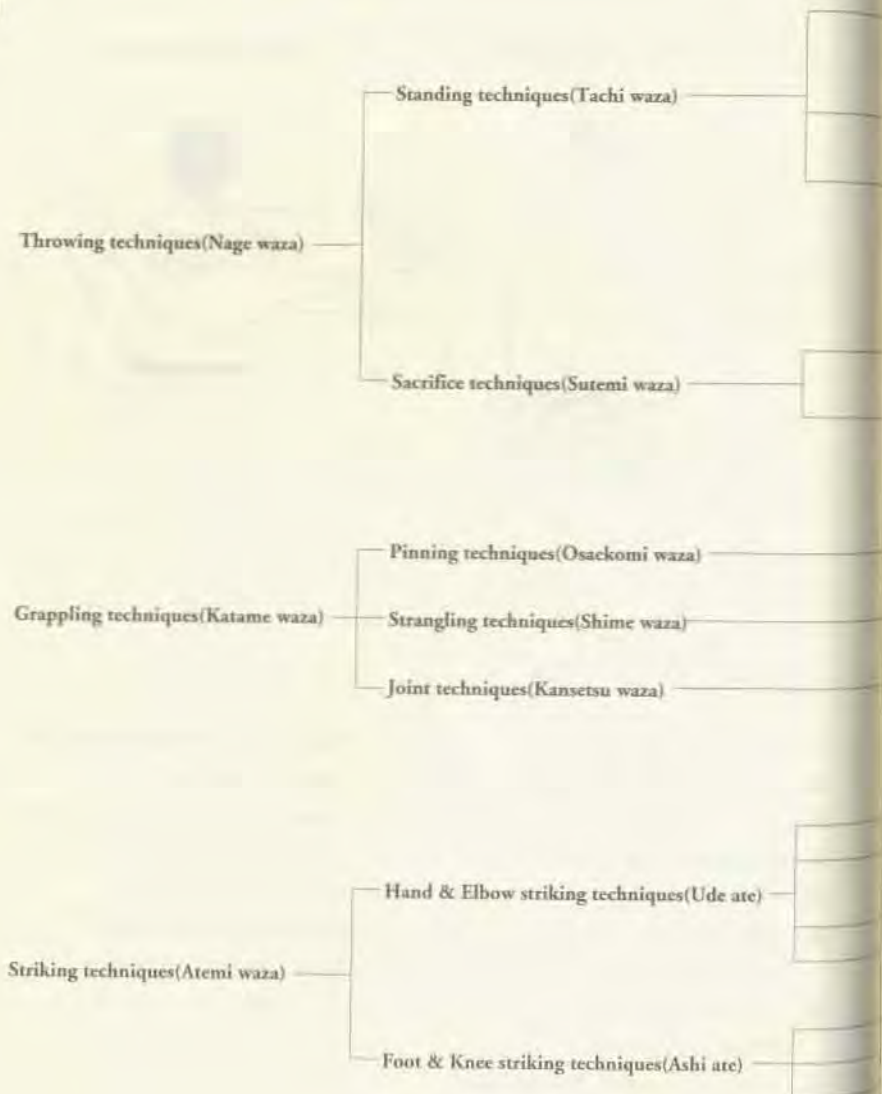 Standing techniques(Tachi waza)
Throwing techniques(Nage waza)
Sacrifice techniques(Sutemi waza)
Pinning techniques(Osaekomi waza)
Grappling techniques(Katame waza)
Strangling techniques(Shime waza)
Joint techniques(Kansetsu waza)
Hand & Elbow striking techniques(Ude ate)
Striking techniques(Atemi waza)
Foot & Knee striking techniques(Ashi ate)